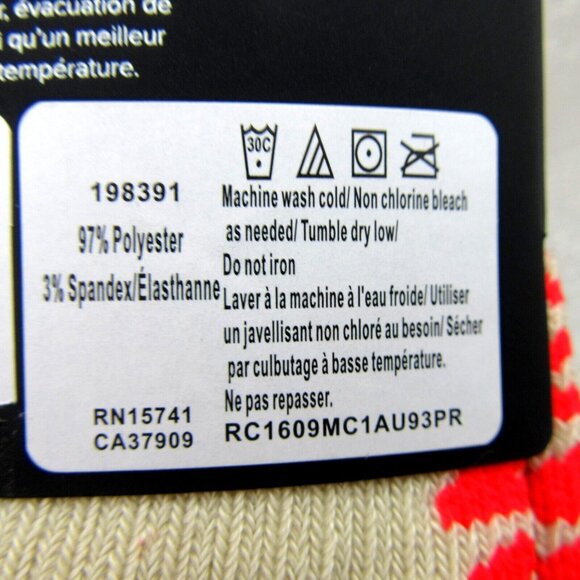 , évacuation de
qu'un meilleur
température.
30C
198391
97% Polyester
3% Spandex/Élasthanne
Machine wash cold/ Non chlorine bleach
as needed/ Tumble dry low/
Do not iron
Laver à la machine à l'eau froide/ Utiliser
un javellisant non chloré au besoin/ Sécher
par culbutage à basse température.
Ne pas repasser.
RN15741
CA37909
RC1609MC1AU93PR